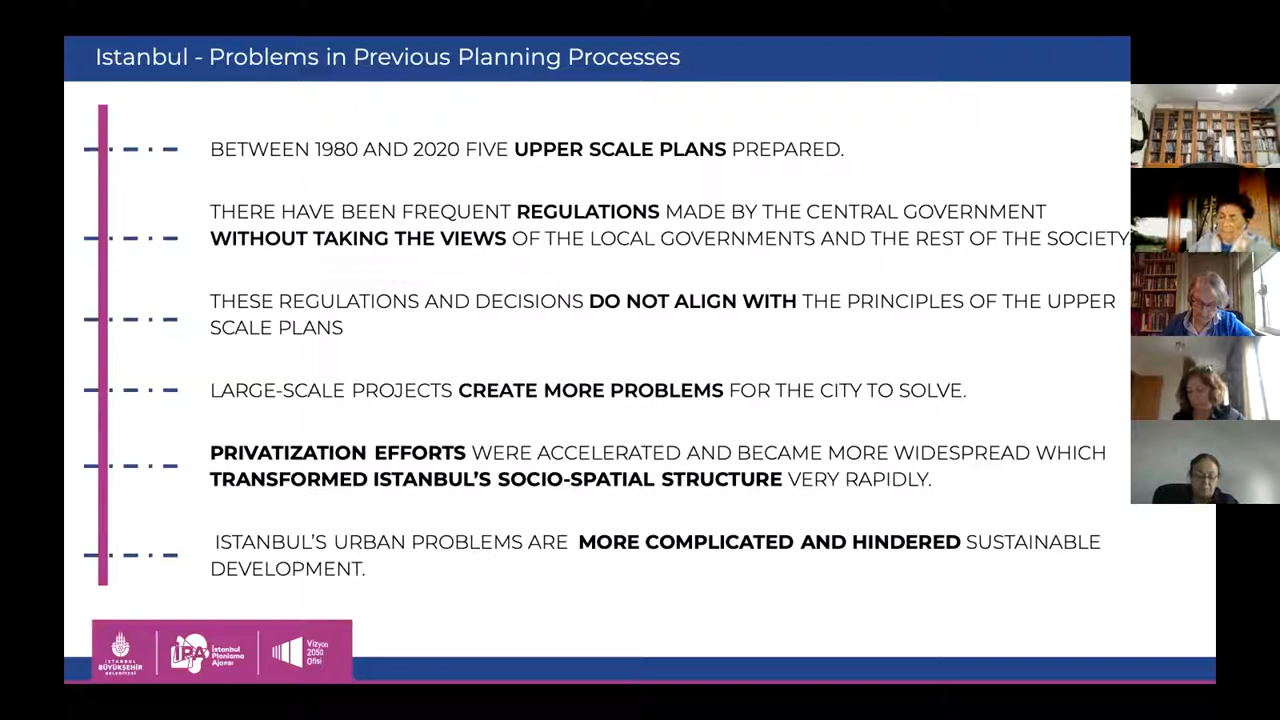 Istanbul - Problems in Previous Planning Processes
BETWEEN 1980 AND 2020 FIVE UPPER SCALE PLANS PREPARED.
THERE HAVE BEEN FREQUENT REGULATIONS MADE BY THE CENTRAL GOVERNMENT
WITHOUT TAKING THE VIEWS OF THE LOCAL GOVERNMENTS AND THE REST OF THE SOCIETY.
THESE REGULATIONS AND DECISIONS DO NOT ALIGN WITH THE PRINCIPLES OF THE UPPER
SCALE PLANS
LARGE-SCALE PROJECTS CREATE MORE PROBLEMS FOR THE CITY TO SOLVE.
PRIVATIZATION EFFORTS WERE ACCELERATED AND BECAME MORE WIDESPREAD WHICH
TRANSFORMED ISTANBUL'S SOCIO-SPATIAL STRUCTURE VERY RAPIDLY.
ISTANBUL'S URBAN PROBLEMS ARE MORE COMPLICATED AND HINDERED SUSTAINABLE
DEVELOPMENT.
İSTANBUL
BÜYÜKŞEHİR
BELEDİYESİ
İPA
İstanbul
Planlama
Ajansı
Vizyon
2050
Ofisi